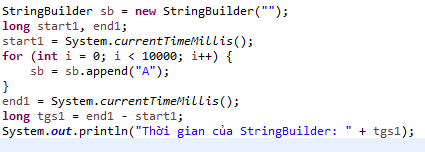 StringBuilder sb = new StringBuilder("");
long start1, end1;
start1 = System.currentTimeMillis();
for (int i = 0; i < 10000; i++) {
    sb = sb.append("A");
}
end1 = System.currentTimeMillis();
long tgs1 = end1 - start1;
System.out.println("Thời gian của StringBuilder: " + tgs1);